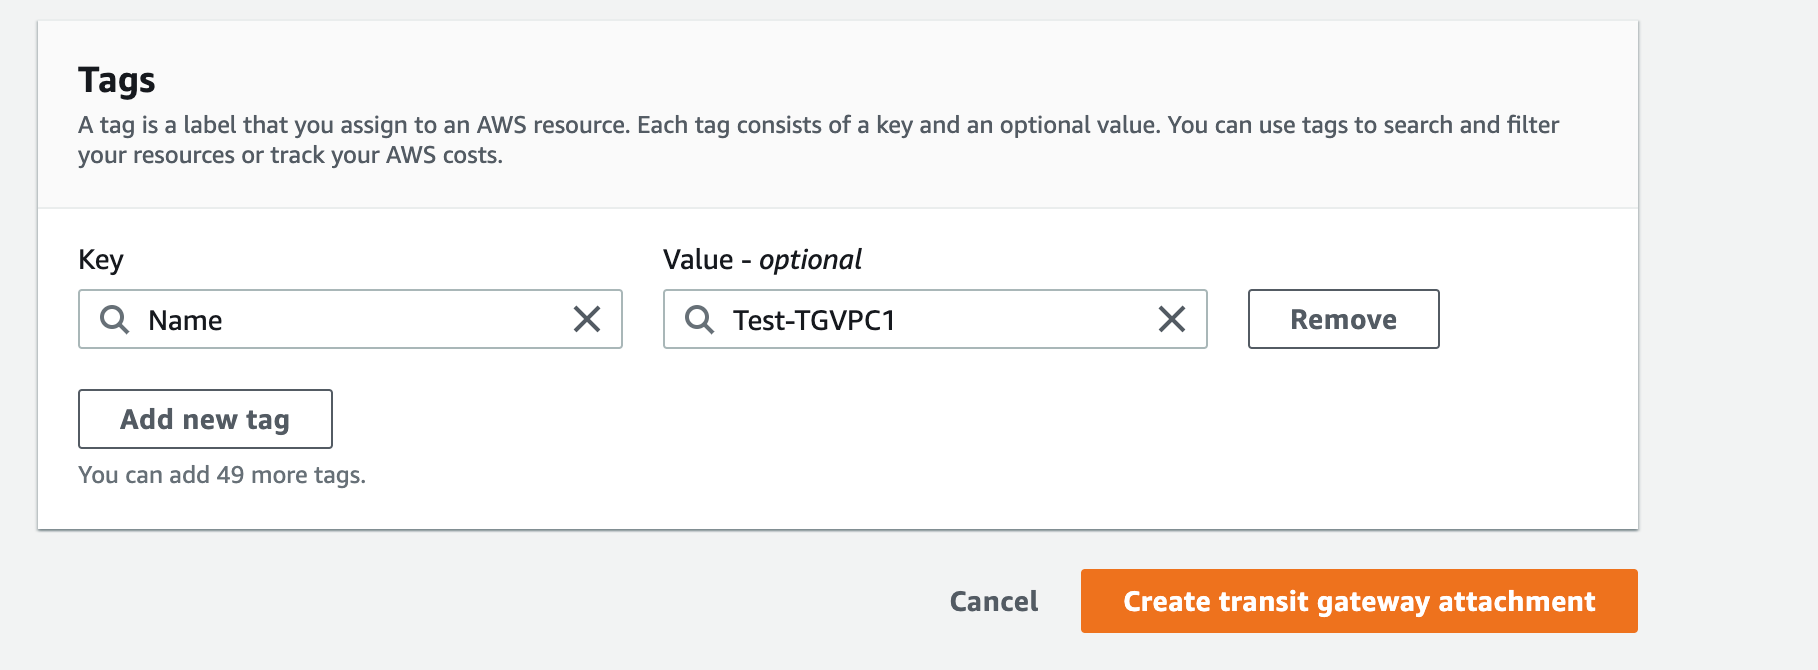 Tags
A tag is a label that you assign to an AWS resource. Each tag consists of a key and an optional value. You can use tags to search and filter
your resources or track your AWS costs.
Key
Value - optional
Name
Test-TGVPC1
Remove
Add new tag
You can add 49 more tags.
Cancel
Create transit gateway attachment